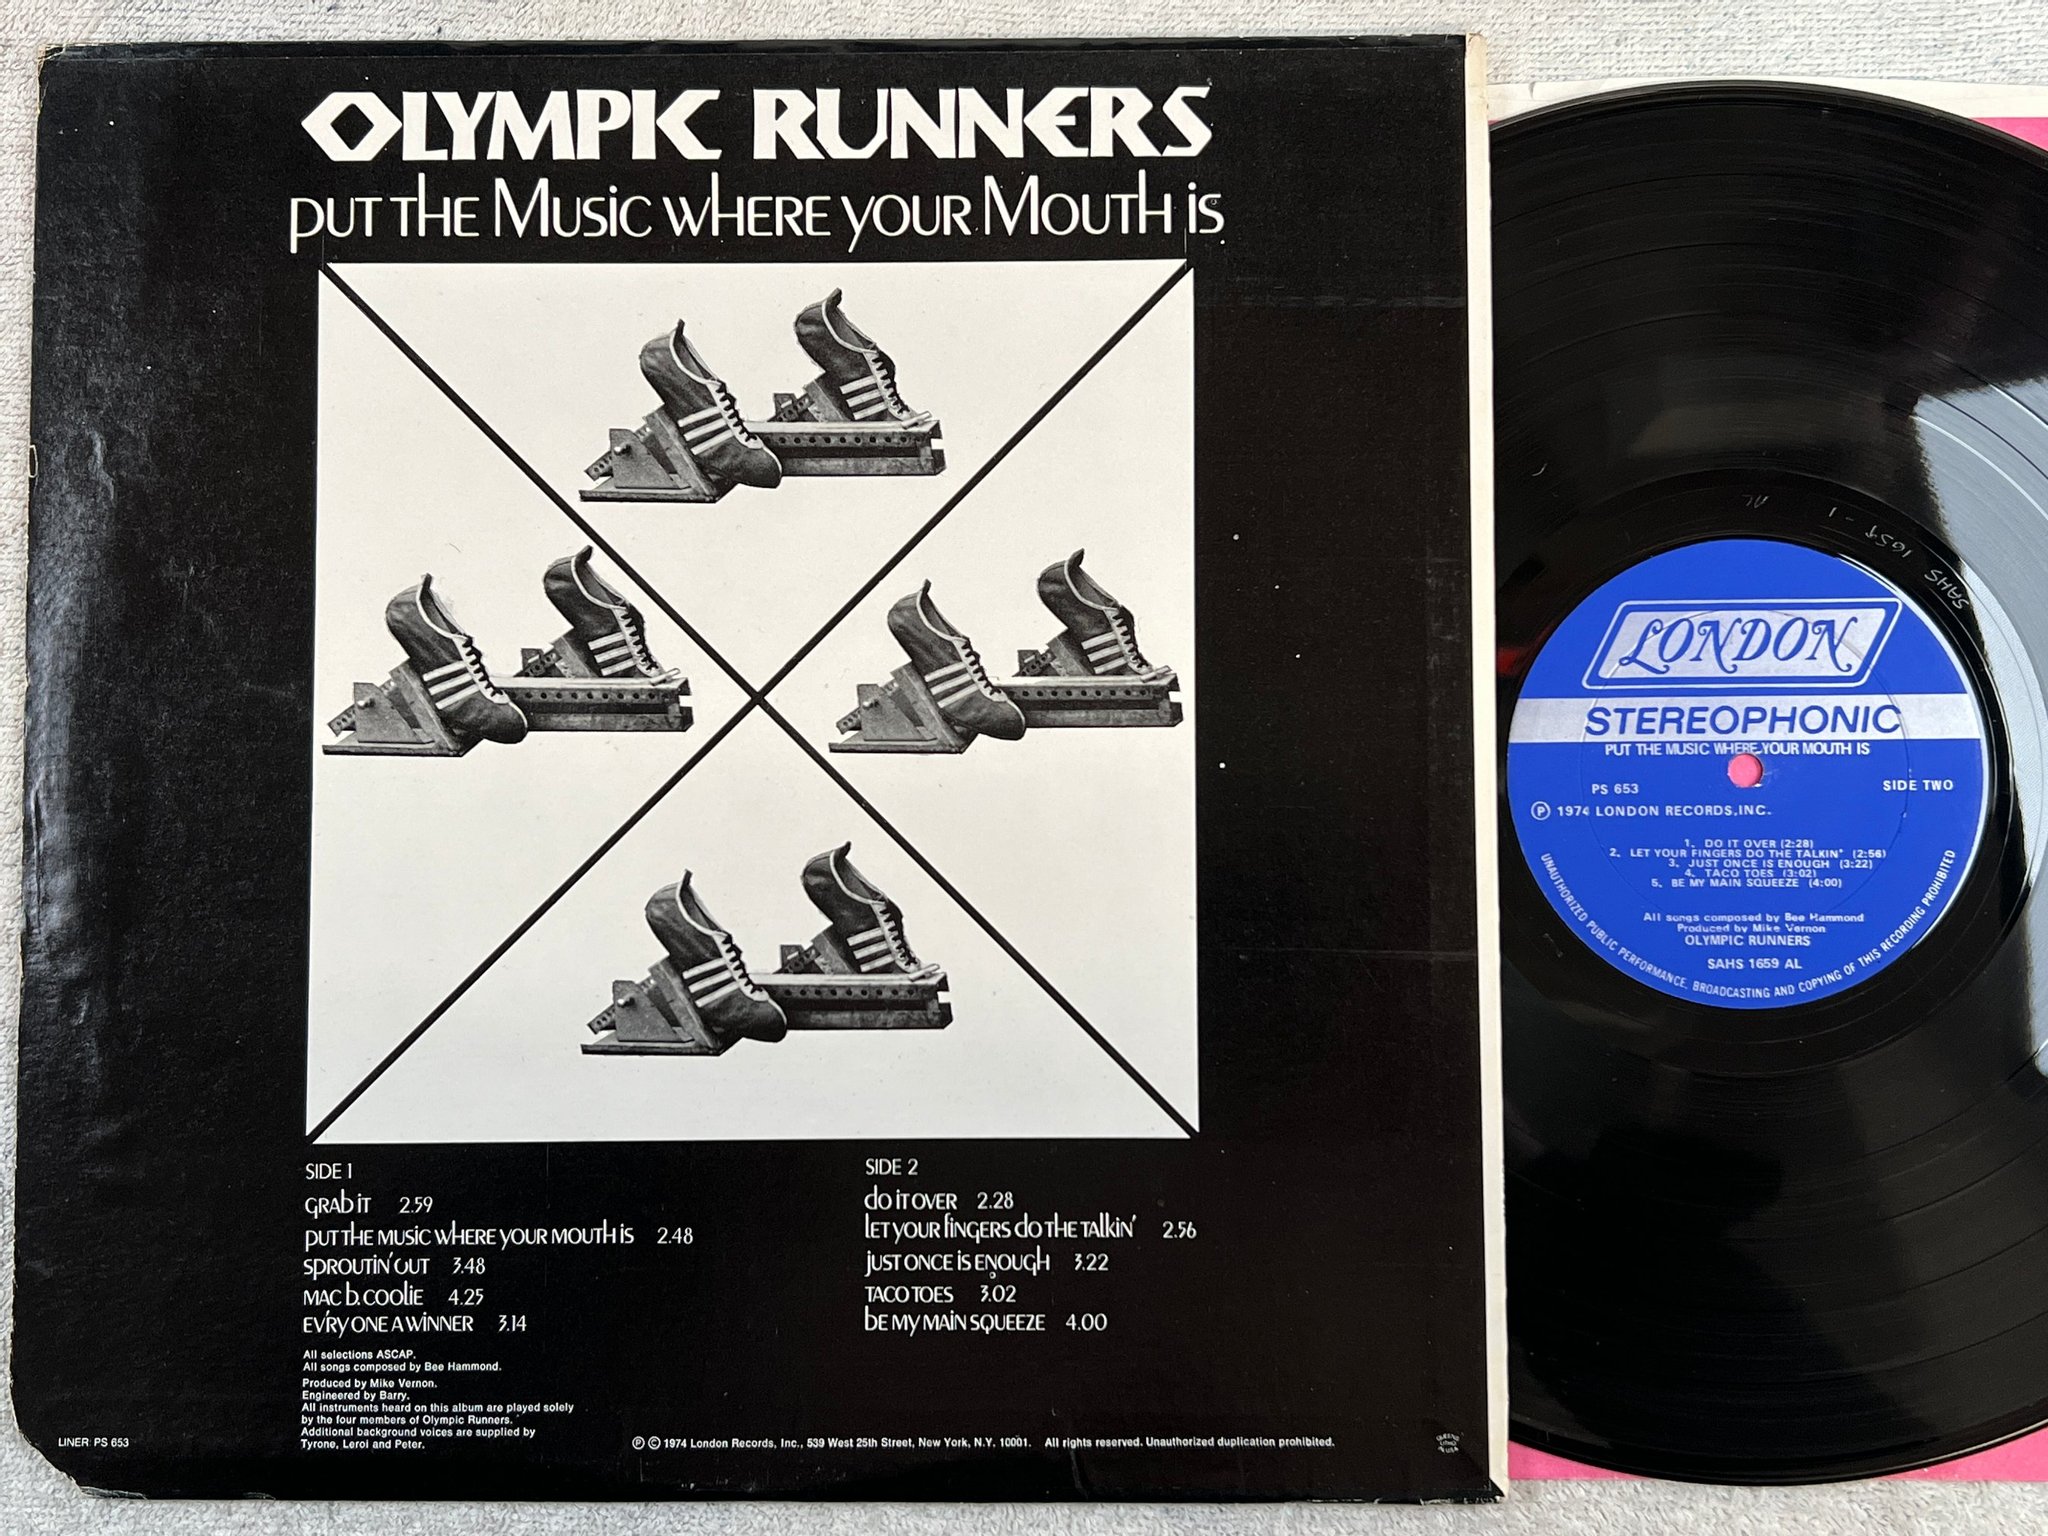 OLYMPIC RUNNERS
PUT THE MUSIC WHERE YOUR MOUTH IS
SIDE 1
GRAB IT 2.59
PUT THE MUSIC WHERE YOUR MOUTH IS 2.48
SPROUTIN' OUT 3.48
MAC B. COOLIE 4.25
EV'RY ONE A WINNER 3.14
SIDE 2
DO IT OVER 2.28
LET YOUR FINGERS DO THE TALKIN' 2.56
JUST ONCE IS ENOUGH 3.22
TACO TOES 3.02
BE MY MAIN SQUEEZE 4.00
All selections ASCAP.
All songs composed by Bee Hammond.
Produced by Mike Vernon.
Engineered by Barry.
All instruments heard on this album are played solely
by the four members of Olympic Runners.
Additional background voices are supplied by
Tyrone, Leroi and Peter.
LINER: PS 653
℗ © 1974 London Records, Inc., 539 West 25th Street, New York, N.Y. 10001. All rights reserved. Unauthorized duplication prohibited.
SAHS 1659 - 1 AL
LONDON
STEREOPHONIC
PUT THE MUSIC WHERE YOUR MOUTH IS
PS 653 SIDE TWO
℗ 1974 LONDON RECORDS, INC.
1. DO IT OVER (2:28)
2. LET YOUR FINGERS DO THE TALKIN' (2:56)
3. JUST ONCE IS ENOUGH (3:22)
4. TACO TOES (3:02)
5. BE MY MAIN SQUEEZE (4:00)
All songs composed by Bee Hammond
Produced by Mike Vernon
OLYMPIC RUNNERS
SAHS 1659 AL
UNAUTHORIZED PUBLIC PERFORMANCE, BROADCASTING AND COPYING OF THIS RECORDING PROHIBITED